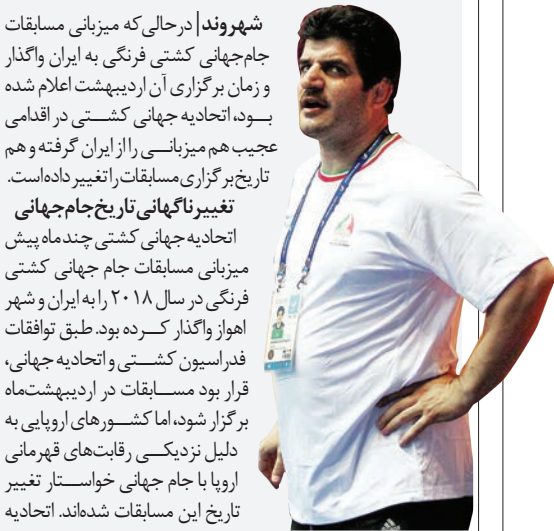 شهروند| درحالی‌که میزبانی مسابقات
جام‌جهانی کشتی فرنگی به ایران واگذار
و زمان برگزاری آن اردیبهشت اعلام شده
بود، اتحادیه جهانی کشتی در اقدامی
عجیب هم میزبانی را از ایران گرفته و هم
تاریخ برگزاری مسابقات را تغییر داده‌است.
تغییر ناگهانی تاریخ جام‌جهانی
اتحادیه جهانی کشتی چند ماه پیش
میزبانی مسابقات جام جهانی کشتی
فرنگی در سال ۲۰۱۸ را به ایران و شهر
اهواز واگذار کرده بود. طبق توافقات
فدراسیون کشتی و اتحادیه جهانی،
قرار بود مسابقات در اردیبهشت‌ماه
برگزار شود، اما کشورهای اروپایی به
دلیل نزدیکی رقابت‌های قهرمانی
اروپا با جام جهانی خواستار تغییر
تاریخ این مسابقات شده‌اند. اتحادیه